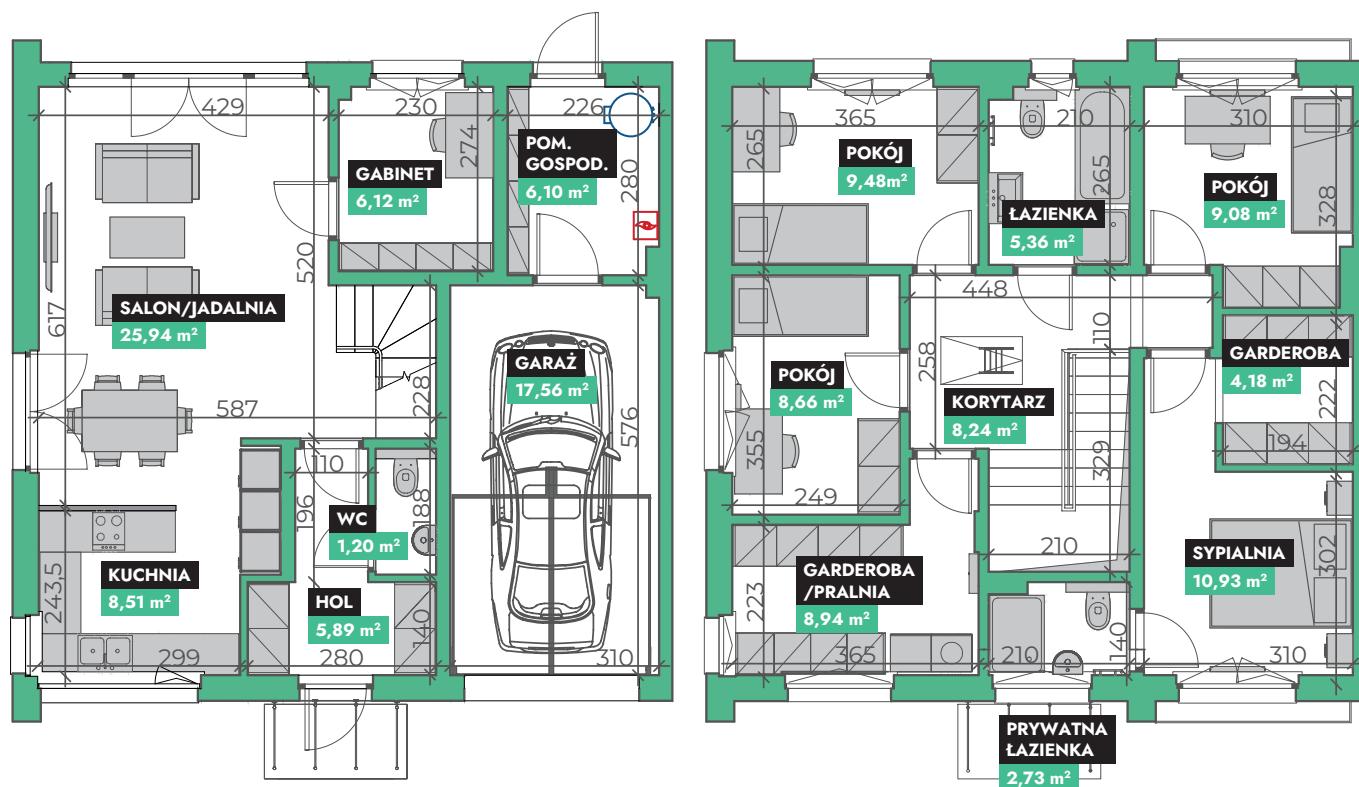 429
230
226
274
280
POM.
GOSPOD.
6,10 m²
GABINET
6,12 m²
520
617
SALON/JADALNIA
25,94 m²
GARAŻ
17,56 m²
228
576
587
110
196
188
WC
1,20 m²
KUCHNIA
8,51 m²
243,5
HOL
5,89 m²
140
299
280
310
365
210
310
265
POKÓJ
9,48m²
265
ŁAZIENKA
5,36 m²
POKÓJ
9,08 m²
328
448
110
258
POKÓJ
8,66 m²
355
249
KORYTARZ
8,24 m²
329
GARDEROBA
4,18 m²
222
194
210
SYPIALNIA
10,93 m²
302
GARDEROBA
/PRALNIA
8,94 m²
223
140
365
210
310
PRYWATNA
ŁAZIENKA
2,73 m²